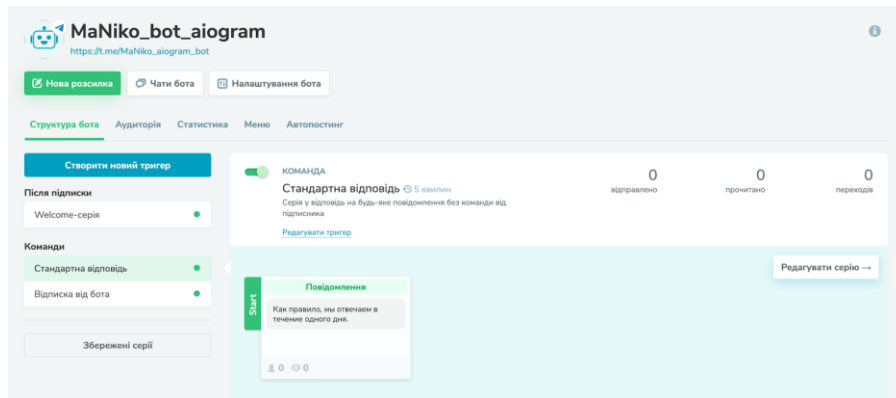 MaNiko_bot_aiogram
https://t.me/MaNiko_aiogram_bot
Нова розсилка
Чати бота
Налаштування бота
Структура бота
Аудиторія
Статистика
Меню
Автопостинг
Створити новий тригер
Після підписки
Welcome-серія
Команди
Стандартна відповідь
Відписка від бота
Збережені серії
КОМАНДА
Стандартна відповідь 5 хвилин
Серія у відповідь на будь-яке повідомлення без команди від
підписника
Редагувати тригер
0
відправлено
0
прочитано
0
переходів
Редагувати серію →
Start
Повідомлення
Как правило, мы отвечаем в
течение одного дня.
0 0